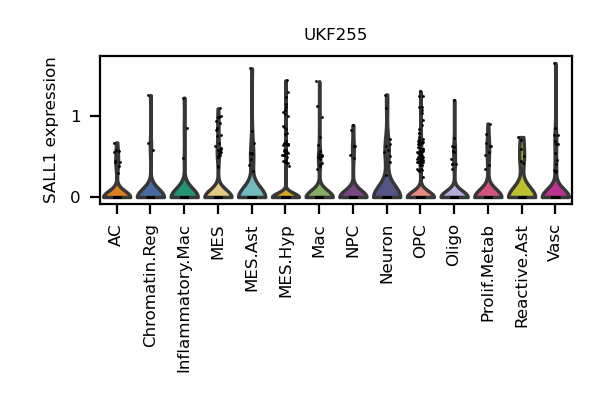 UKF255
SALL1 expression
1
0
AC
Chromatin.Reg
Inflammatory.Mac
MES
MES.Ast
MES.Hyp
Mac
NPC
Neuron
OPC
Oligo
Prolif.Metab
Reactive.Ast
Vasc